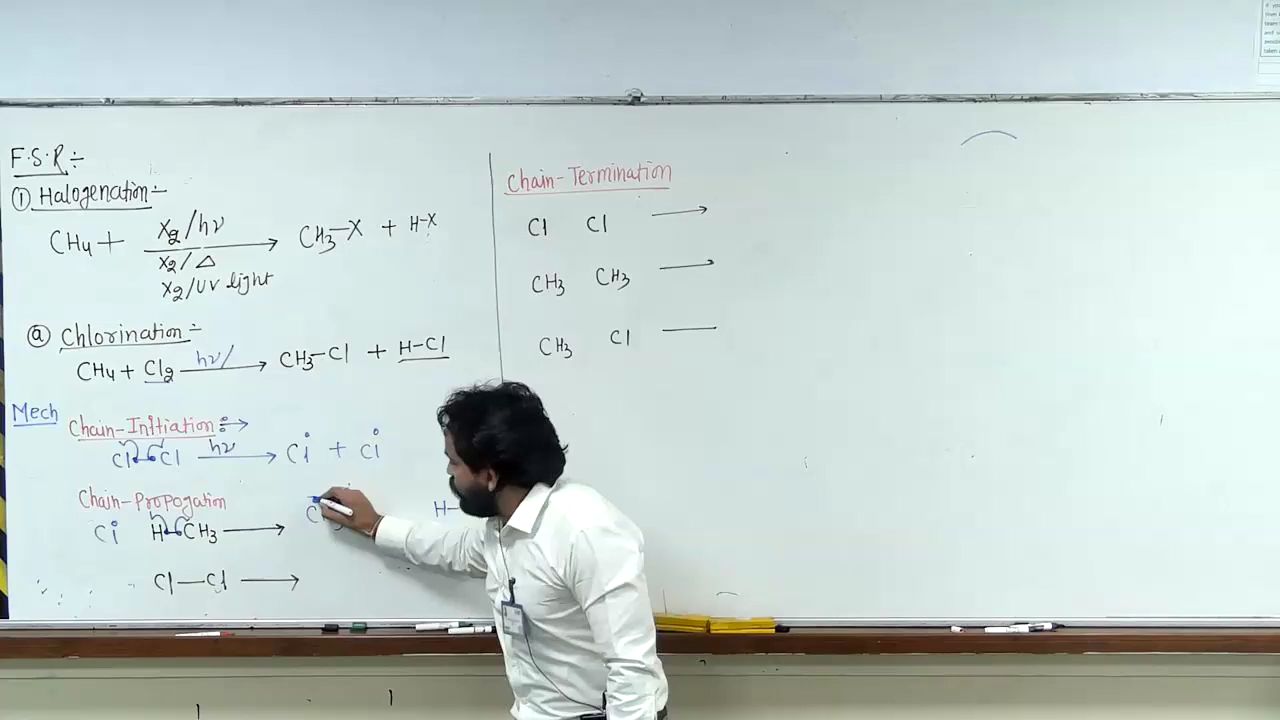 F.S.R ÷
① Halogenation :-
CH4 + X2/hν CH3–X + H-X
X2/Δ
X2/UV light
ⓐ Chlorination :-
CH4 + Cl2 hν/ → CH3–Cl + H–Cl
Mech
Chain-Initiation
Cl–Cl hν → Cl + Cl
Chain-Propogation
Cl H–CH3 →
H–
Cl—Cl →
Chain-Termination
Cl Cl →
CH3 CH3 →
CH3 Cl —